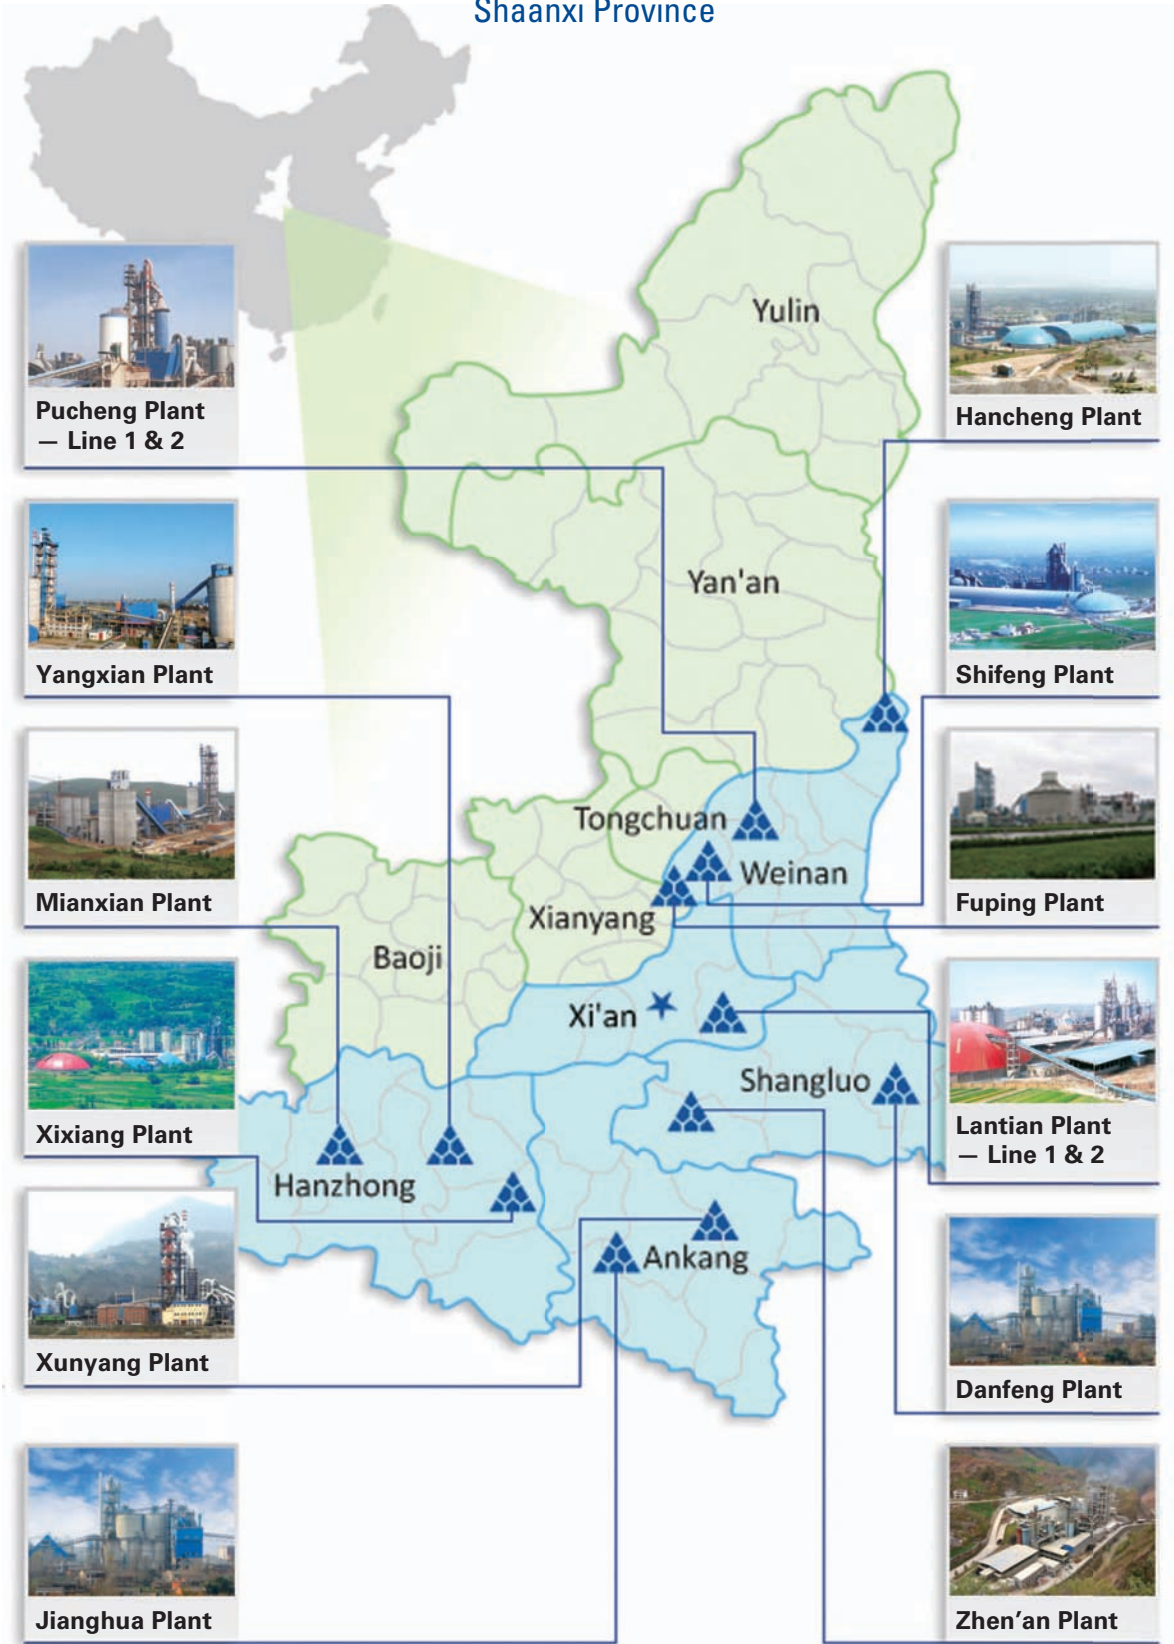 Shaanxi Province
Pucheng Plant
— Line 1 & 2
Yangxian Plant
Mianxian Plant
Xixiang Plant
Xunyang Plant
Jianghua Plant
Yulin
Yan'an
Tongchuan
Weinan
Xianyang
Baoji
Xi'an
Shangluo
Hanzhong
Ankang
Hancheng Plant
Shifeng Plant
Fuping Plant
Lantian Plant
— Line 1 & 2
Danfeng Plant
Zhen’an Plant